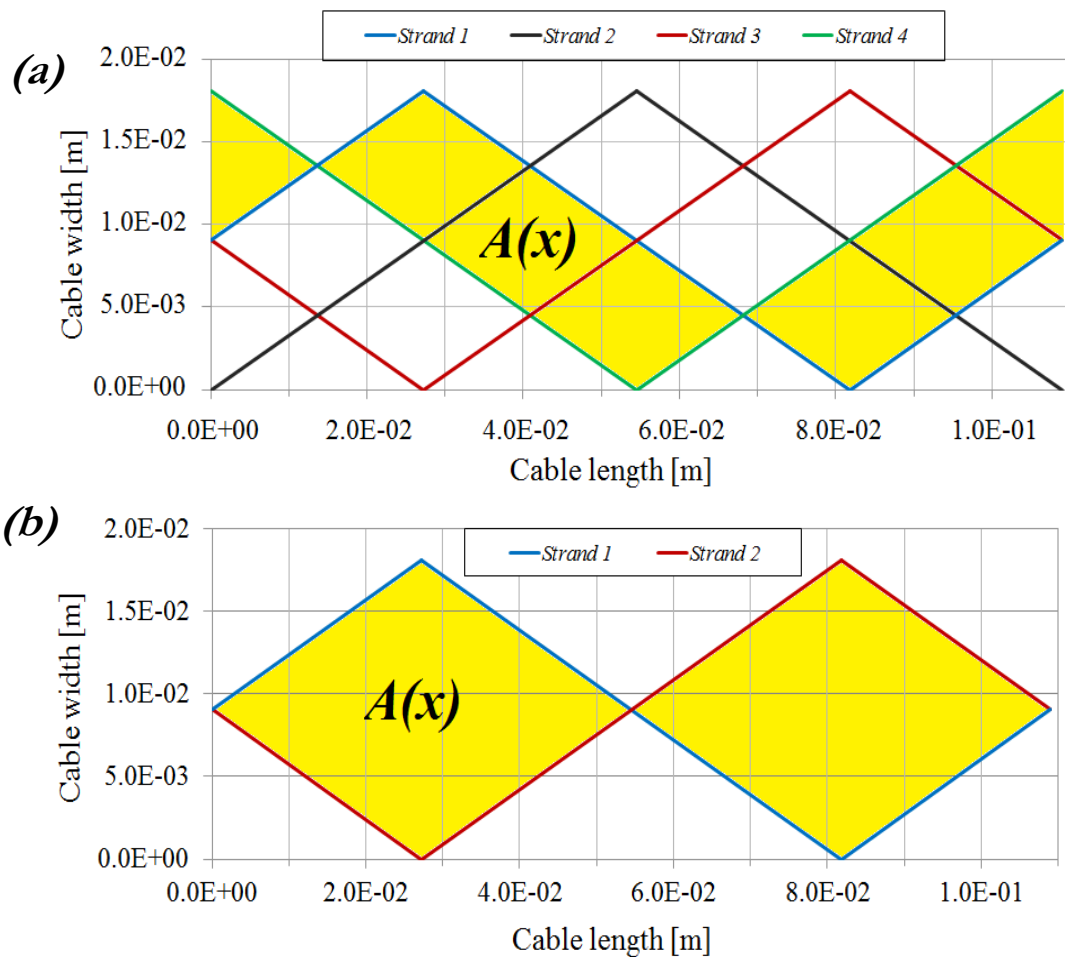 Strand 1 Strand 2 Strand 3 Strand 4
(a)
2.0E-02
1.5E-02
1.0E-02
5.0E-03
0.0E+00
Cable width [m]
A(x)
0.0E+00 2.0E-02 4.0E-02 6.0E-02 8.0E-02 1.0E-01
Cable length [m]
(b)
Strand 1 Strand 2
2.0E-02
1.5E-02
1.0E-02
5.0E-03
0.0E+00
Cable width [m]
A(x)
0.0E+00 2.0E-02 4.0E-02 6.0E-02 8.0E-02 1.0E-01
Cable length [m]